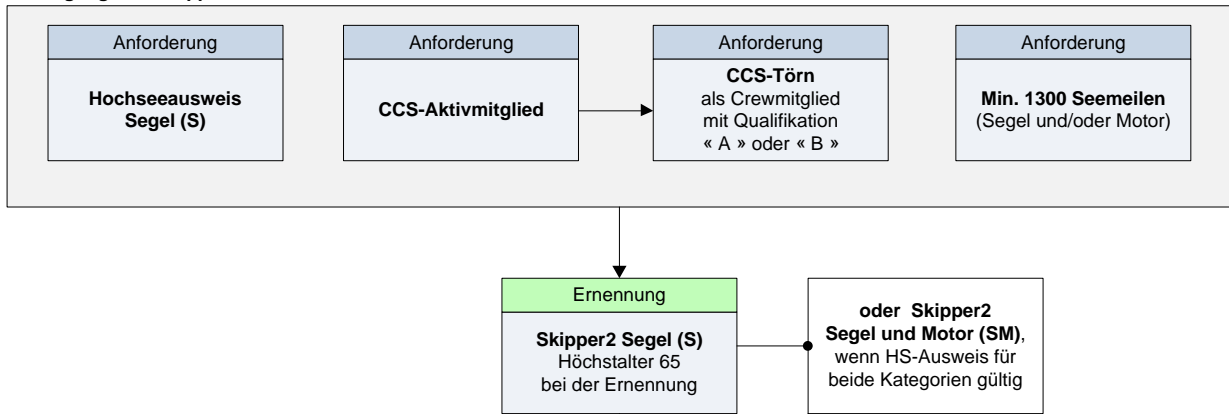 Anforderung
Hochseeausweis
Segel (S)
Anforderung
CCS-Aktivmitglied
Anforderung
CCS-Törn
als Crewmitglied
mit Qualifikation
« A » oder « B »
Anforderung
Min. 1300 Seemeilen
(Segel und/oder Motor)
Ernennung
Skipper2 Segel (S)
Höchstalter 65
bei der Ernennung
oder Skipper2
Segel und Motor (SM),
wenn HS-Ausweis für
beide Kategorien gültig